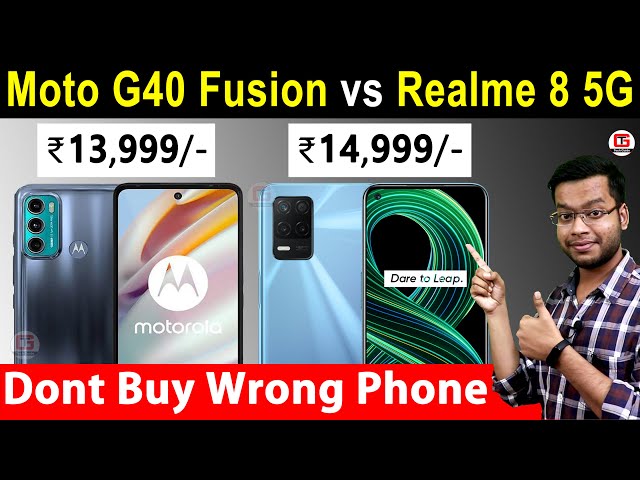 Moto G40 Fusion vs Realme 8 5G
₹13,999/-
₹14,999/-
motorola
Dare to Leap.
Dont Buy Wrong Phone